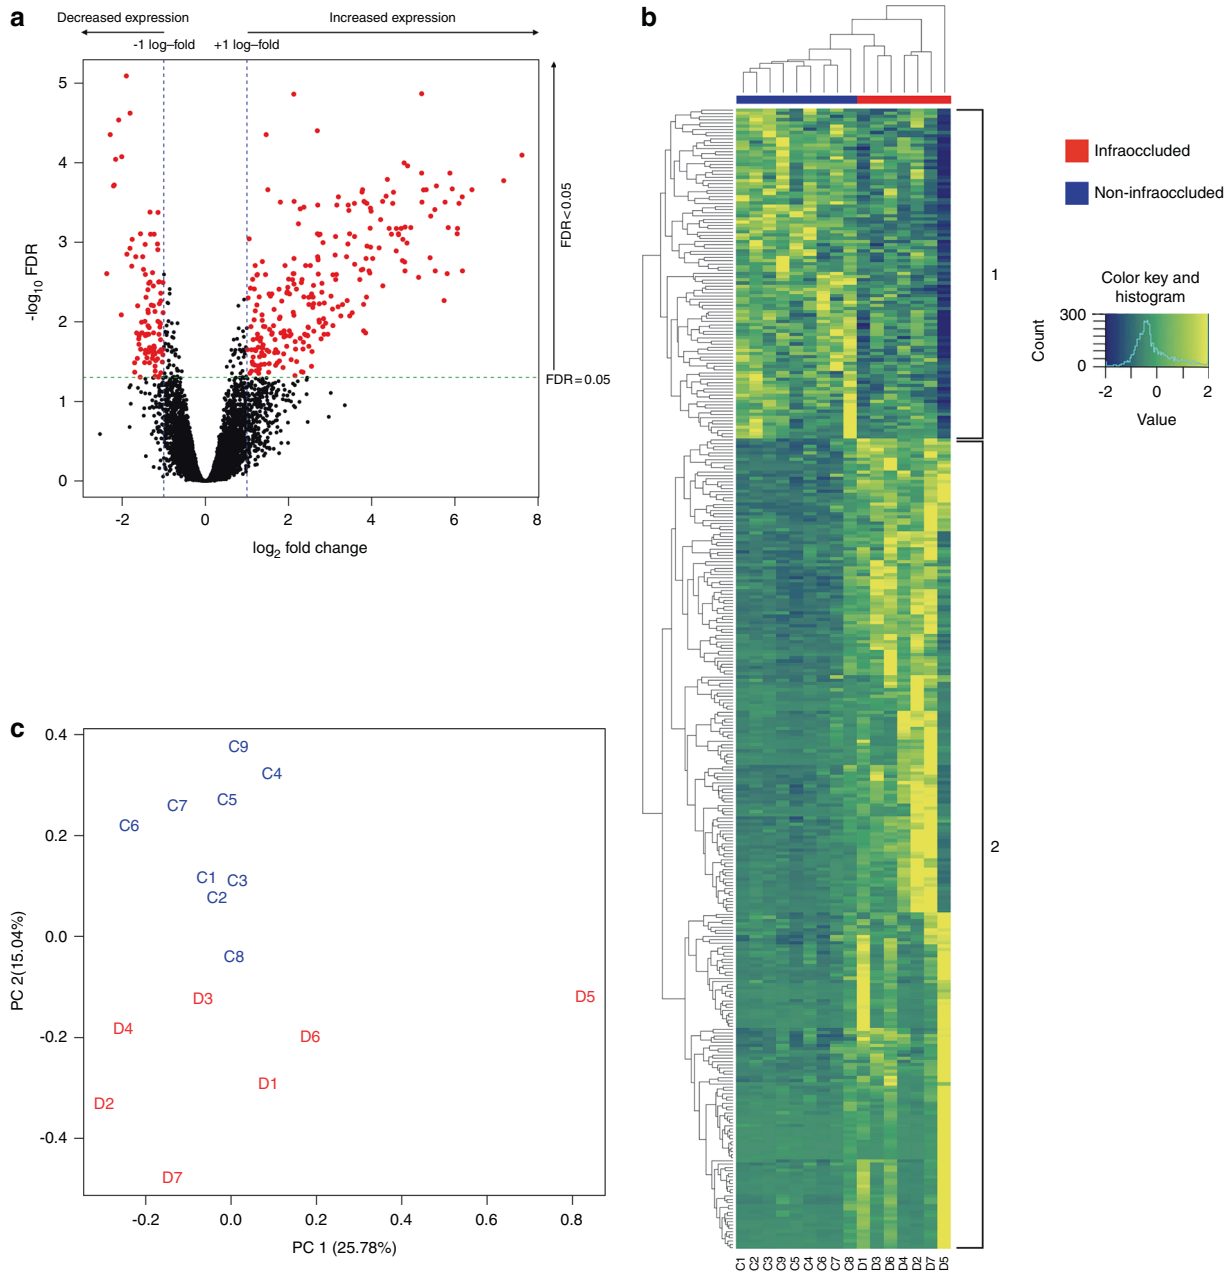 a
Decreased expression
Increased expression
-1 log–fold
+1 log–fold
5
4
3
2
1
0
-log10 FDR
-2
0
2
4
6
8
log2 fold change
FDR<0.05
FDR=0.05
b
1
2
C1 C2 C3 C9 C5 C4 C6 C7 C8 D1 D3 D6 D4 D2 D7 D5
Infraoccluded
Non-infraoccluded
Color key and
histogram
300
0
Count
-2
0
2
Value
c
0.4
0.2
0.0
-0.2
-0.4
PC 2(15.04%)
C9
C4
C5
C7
C6
C1
C3
C2
C8
D3
D5
D4
D6
D1
D2
D7
-0.2
0.0
0.2
0.4
0.6
0.8
PC 1 (25.78%)